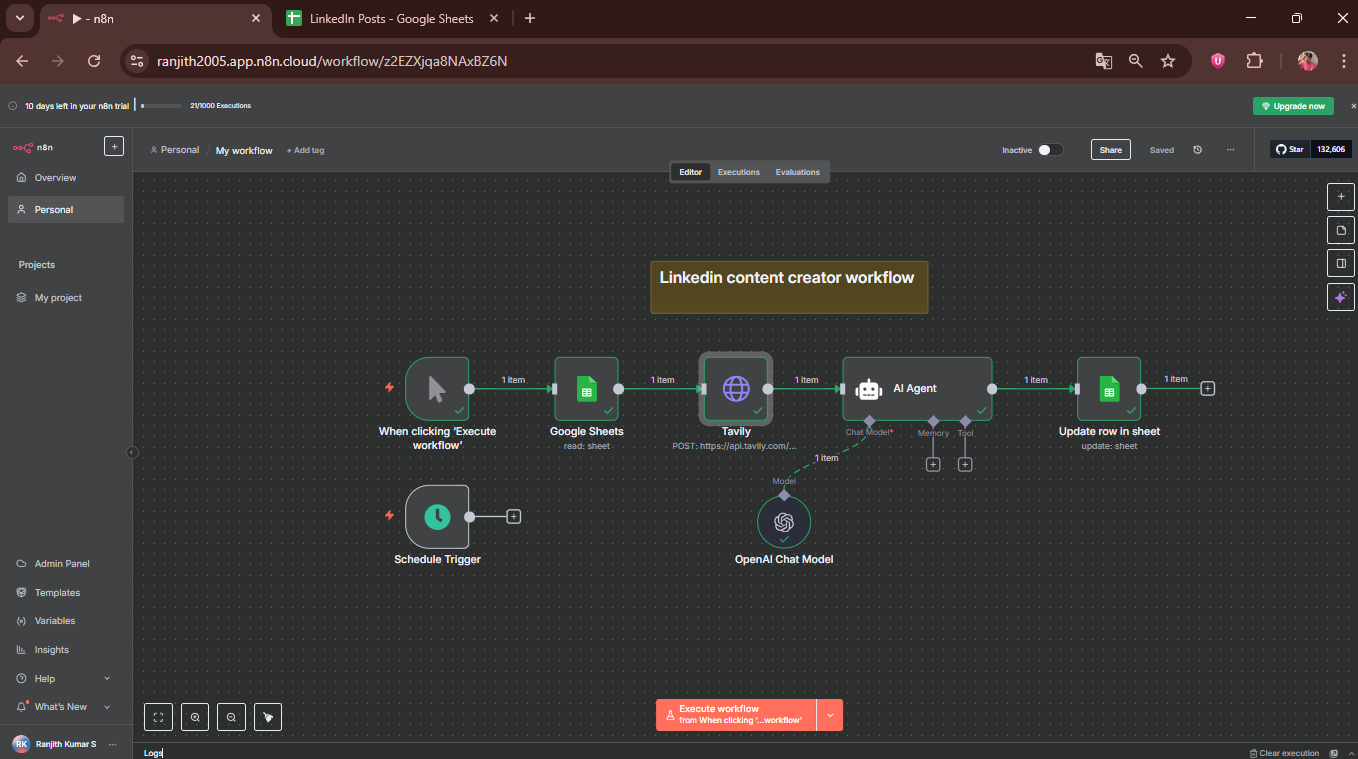 - n8n
LinkedIn Posts - Google Sheets
ranjith2005.app.n8n.cloud/workflow/z2EZXjqa8NAxBZ6N
10 days left in your n8n trial
21/1000 Executions
Upgrade now
n8n
Personal / My workflow
+ Add tag
Inactive
Share
Saved
Star
132,606
Editor
Executions
Evaluations
Overview
Personal
Projects
My project
Linkedin content creator workflow
1 item
1 item
1 item
AI Agent
1 item
1 item
When clicking 'Execute
workflow'
Google Sheets
read: sheet
Tavily
POST: https://api.tavily.com/...
Chat Model*
Memory
Tool
Update row in sheet
update: sheet
1 item
Model
Schedule Trigger
OpenAI Chat Model
Admin Panel
Templates
Variables
Insights
Help
What's New
RK
Ranjith Kumar S
Execute workflow
from When clicking '...workflow'
Logs
Clear execution